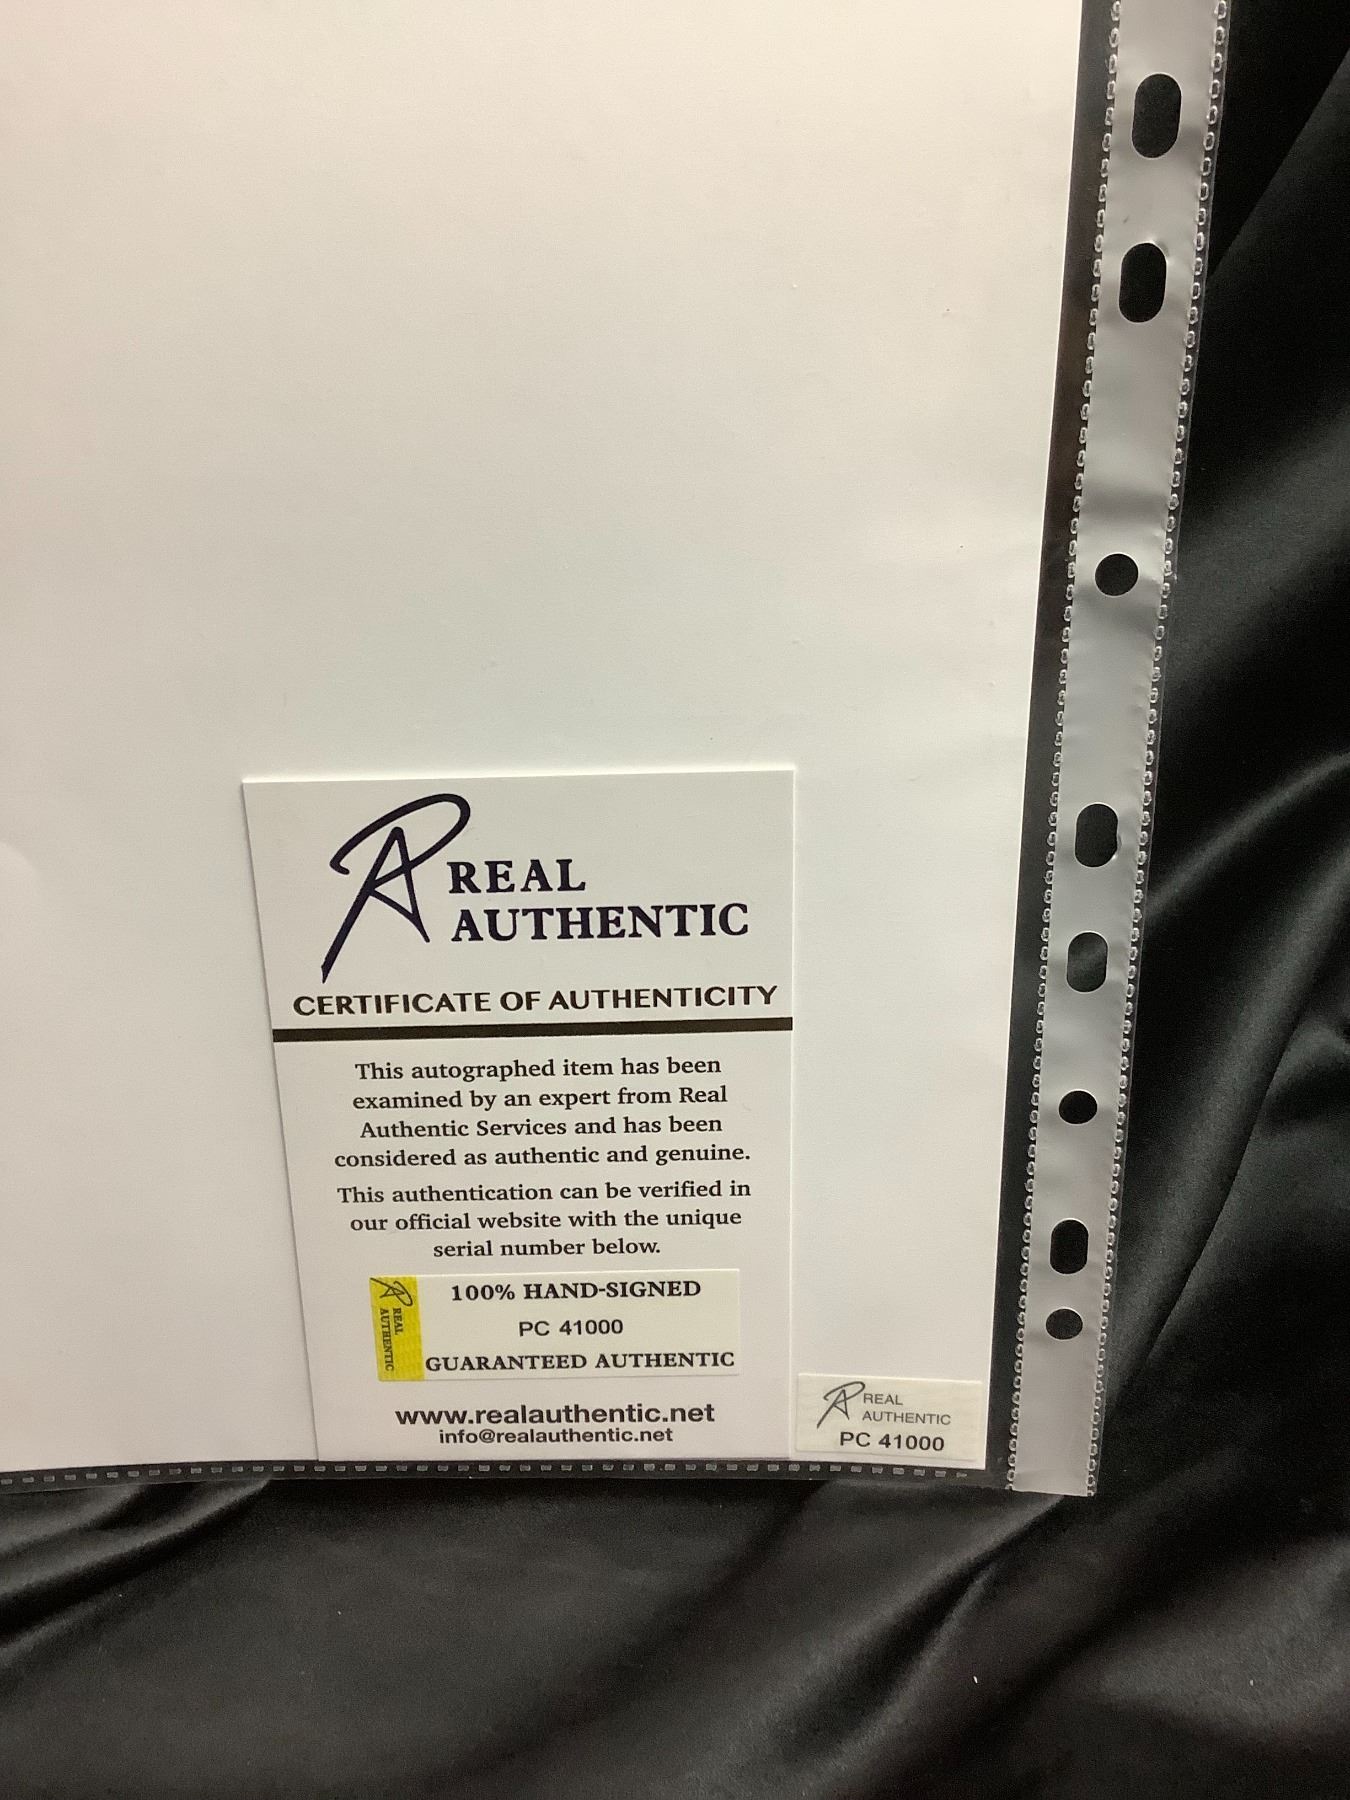 REAL
AUTHENTIC
CERTIFICATE OF AUTHENTICITY
This autographed item has been
examined by an expert from Real
Authentic Services and has been
considered as authentic and genuine.
This authentication can be verified in
our official website with the unique
serial number below.
REAL
AUTHENTIC
100% HAND-SIGNED
PC 41000
GUARANTEED AUTHENTIC
www.realauthentic.net
info@realauthentic.net
REAL
AUTHENTIC
PC 41000